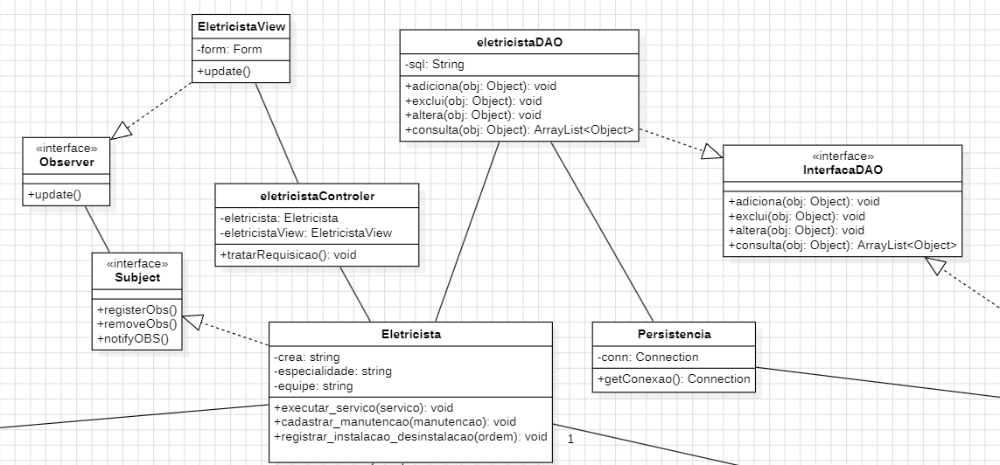 EletricistaView
-form: Form
+update()
eletricistaDAO
-sql: String
+adiciona(obj: Object): void
+exclui(obj: Object): void
+altera(obj: Object): void
+consulta(obj: Object): ArrayList<Object>
«interface»
Observer
+update()
«interface»
InterfacaDAO
+adiciona(obj: Object): void
+exclui(obj: Object): void
+altera(obj: Object): void
+consulta(obj: Object): ArrayList<Object>
eletricistaControler
-eletricista: Eletricista
-eletricistaView: EletricistaView
+tratarRequisicao(): void
«interface»
Subject
+registerObs()
+removeObs()
+notifyOBS()
Eletricista
-crea: string
-especialidade: string
-equipe: string
+executar_servico(servico): void
+cadastrar_manutencao(manutencao): void
+registrar_instalacao_desinstalacao(ordem): void
1
Persistencia
-conn: Connection
+getConexao(): Connection